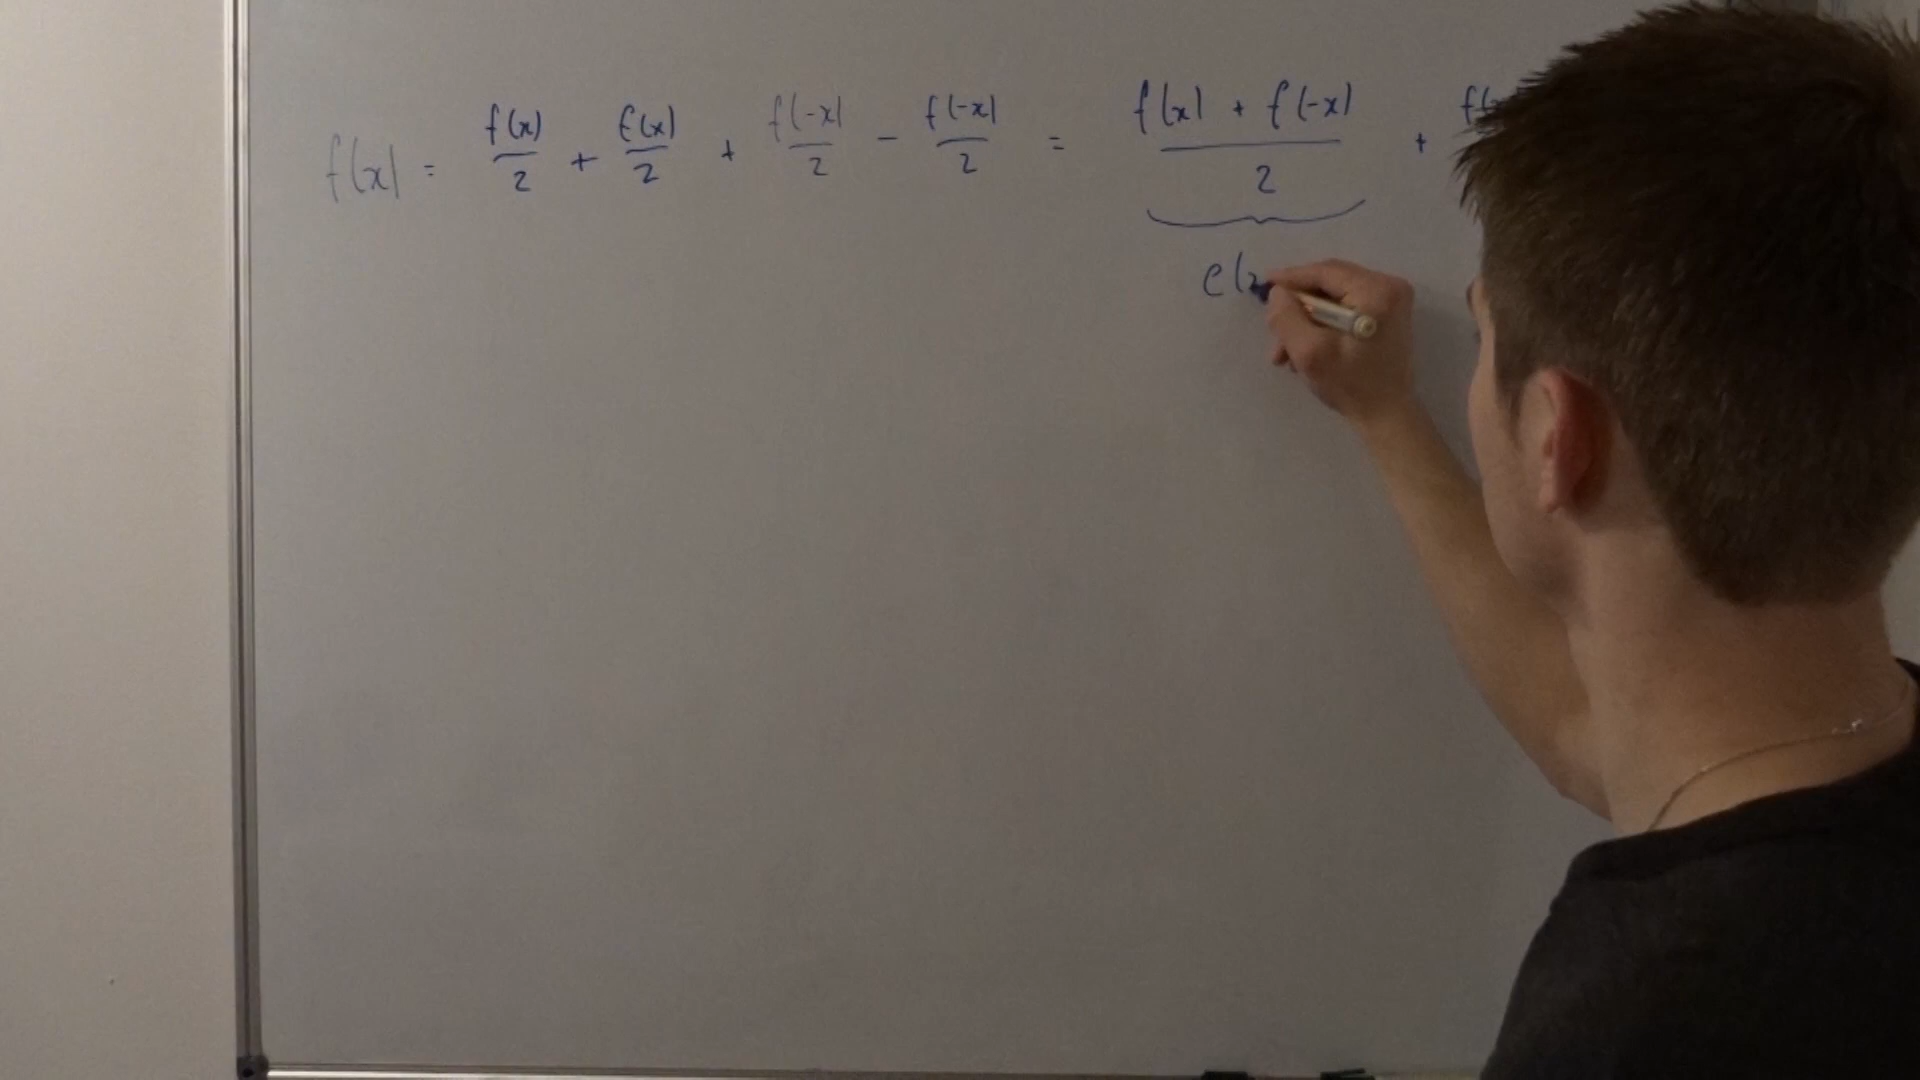 f(x) = f(x)/2 + f(x)/2 + f(-x)/2 - f(-x)/2 = f(x) + f(-x)/2 +
e(